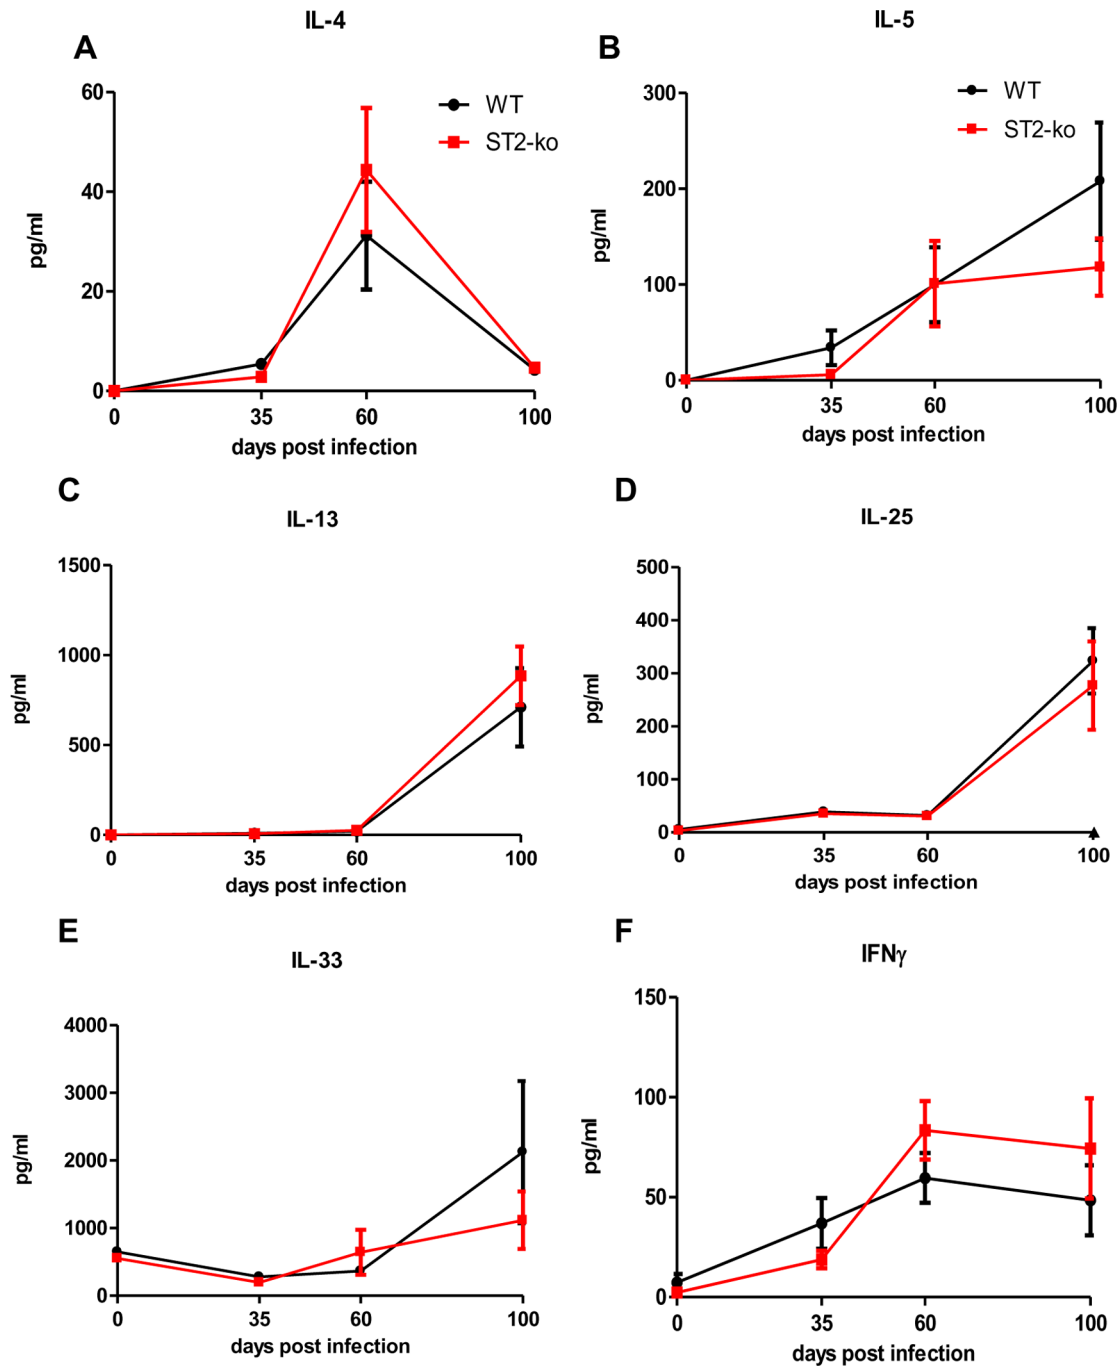 A
IL-4
pg/ml
60
40
20
0
WT
ST2-ko
0 35 60 100
days post infection
B
IL-5
pg/ml
300
200
100
0
WT
ST2-ko
0 35 60 100
days post infection
C
IL-13
pg/ml
1500
1000
500
0
0 35 60 100
days post infection
D
IL-25
pg/ml
500
400
300
200
100
0
0 35 60 100
days post infection
E
IL-33
pg/ml
4000
3000
2000
1000
0
0 35 60 100
days post infection
F
IFNγ
pg/ml
150
100
50
0
0 35 60 100
days post infection